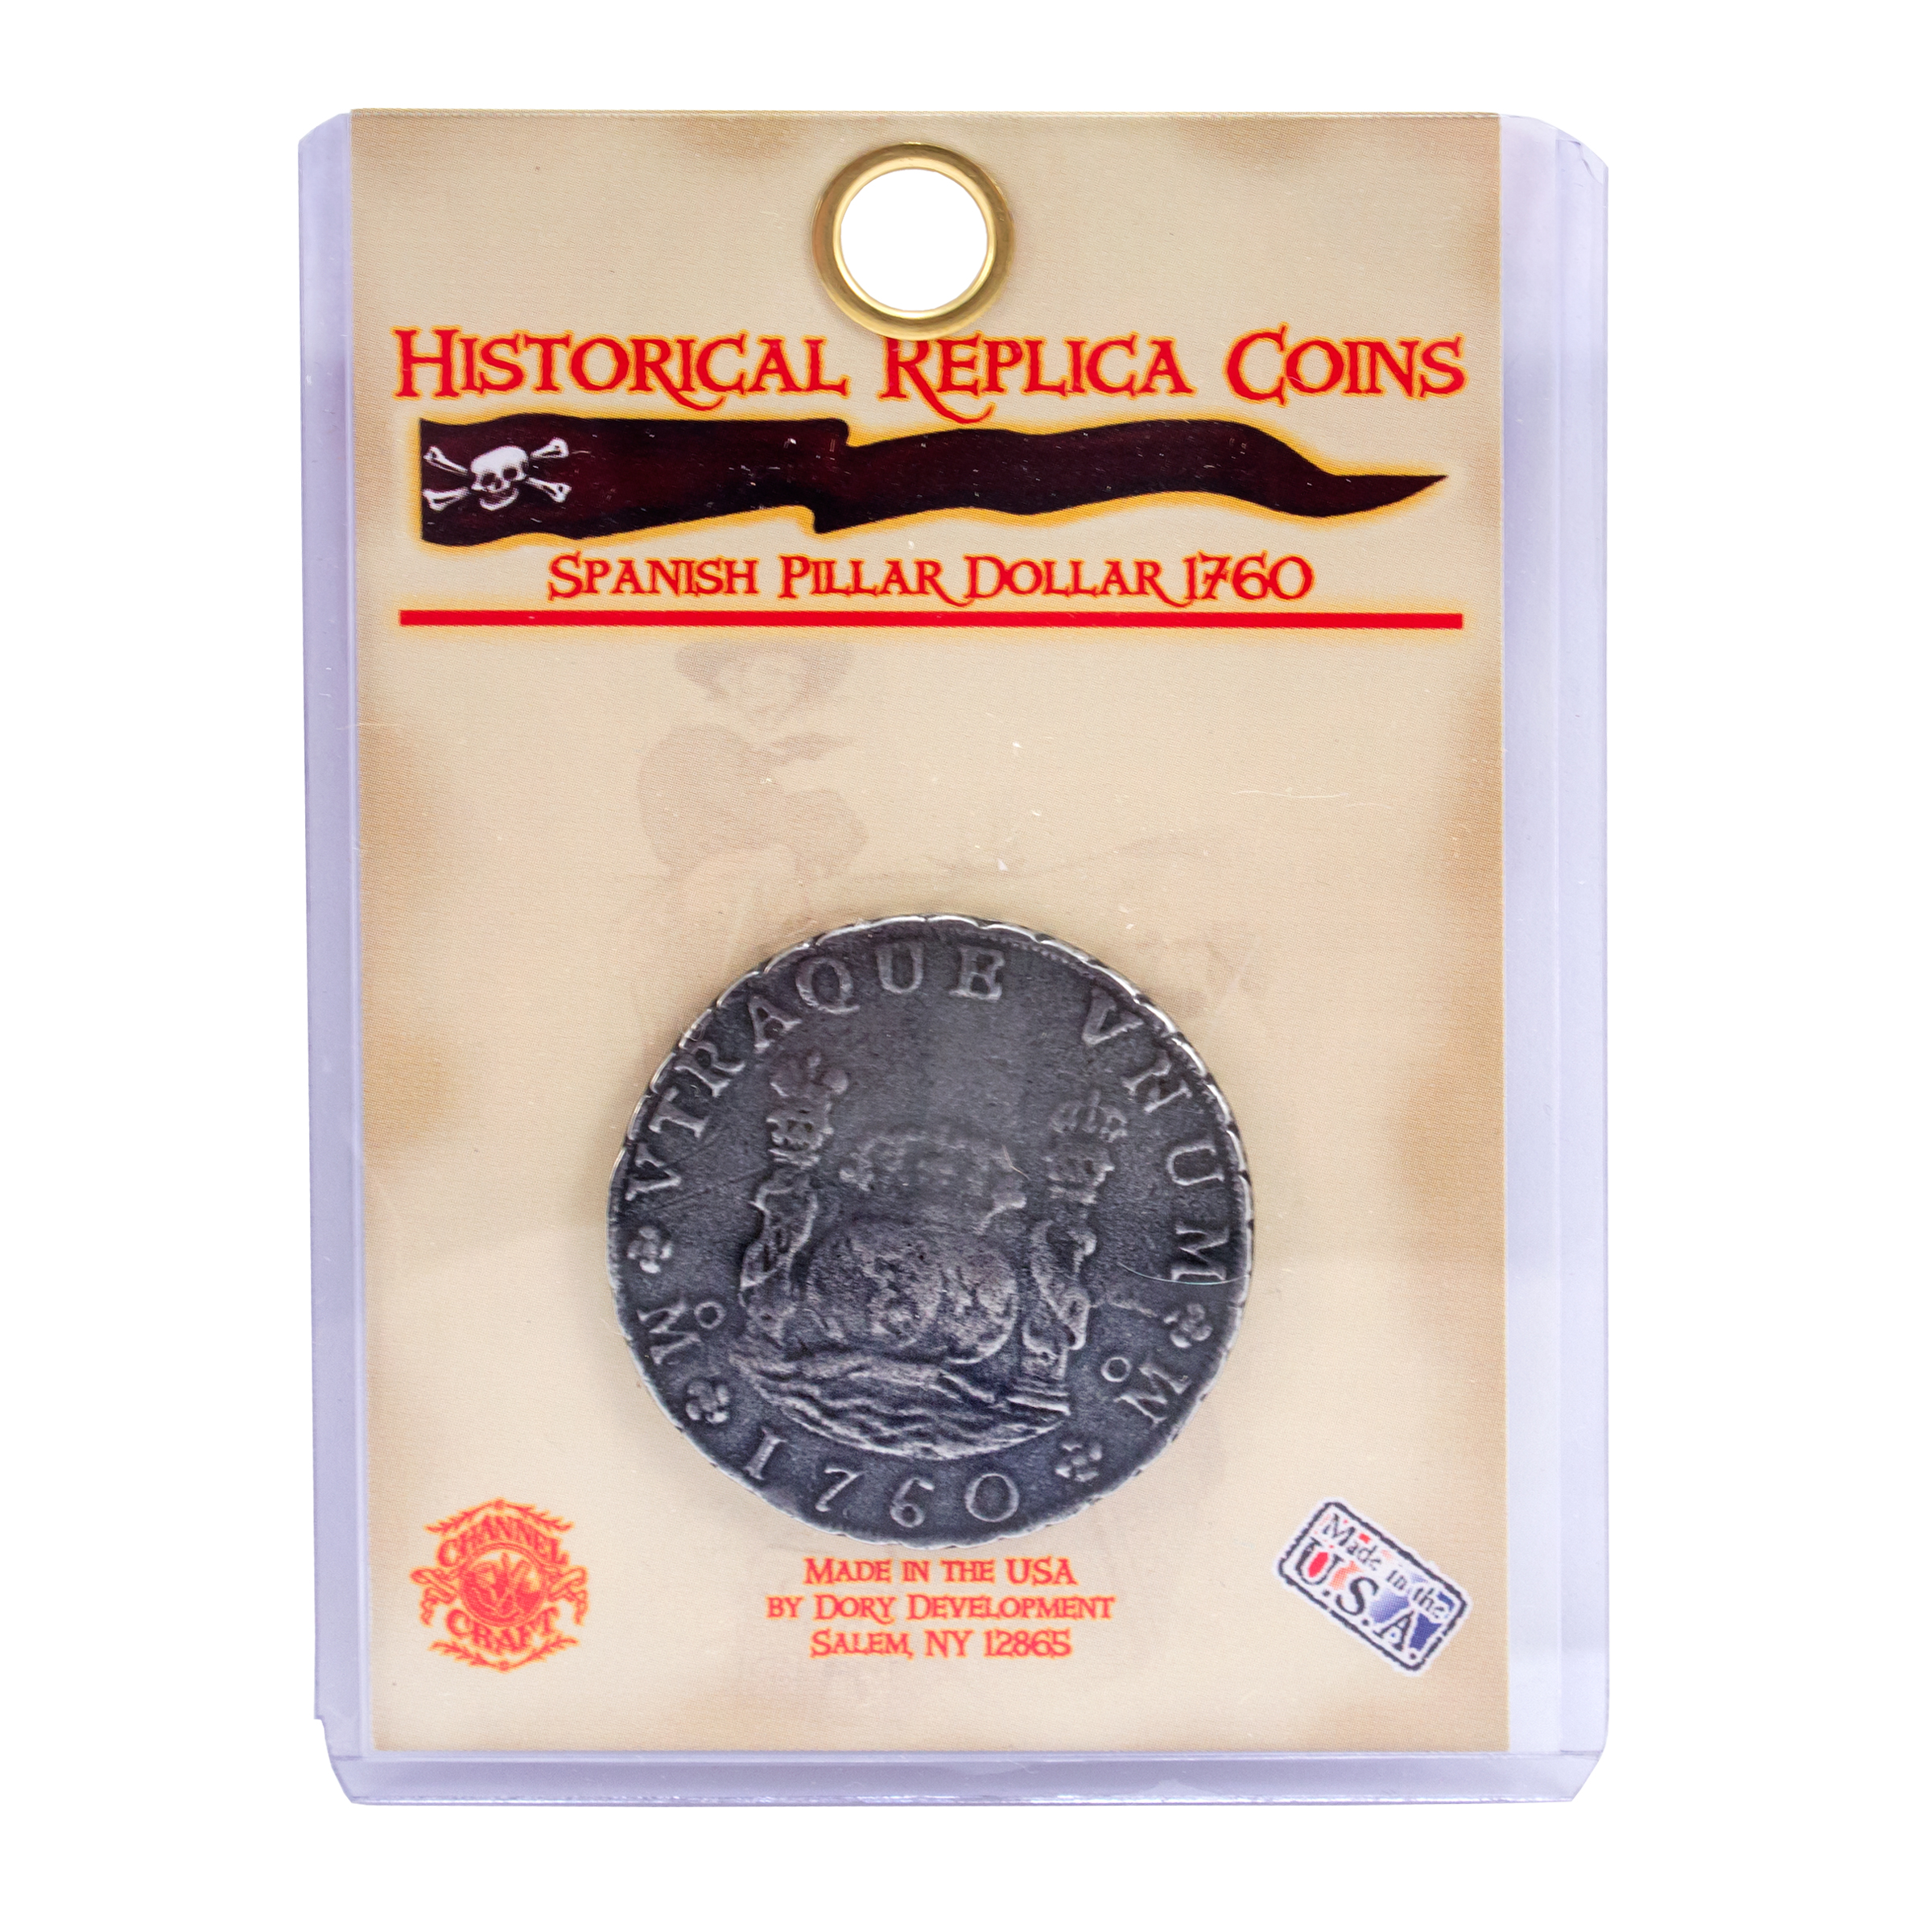 HISTORICAL REPLICA COINS
SPANISH PILLAR DOLLAR 1760
VTRAQUE VNUM
M
o
1760
o
M
CHANNEL
CRAFT
MADE IN THE USA
BY DORY DEVELOPMENT
SALEM, NY 12865
Made in the
U.S.A.